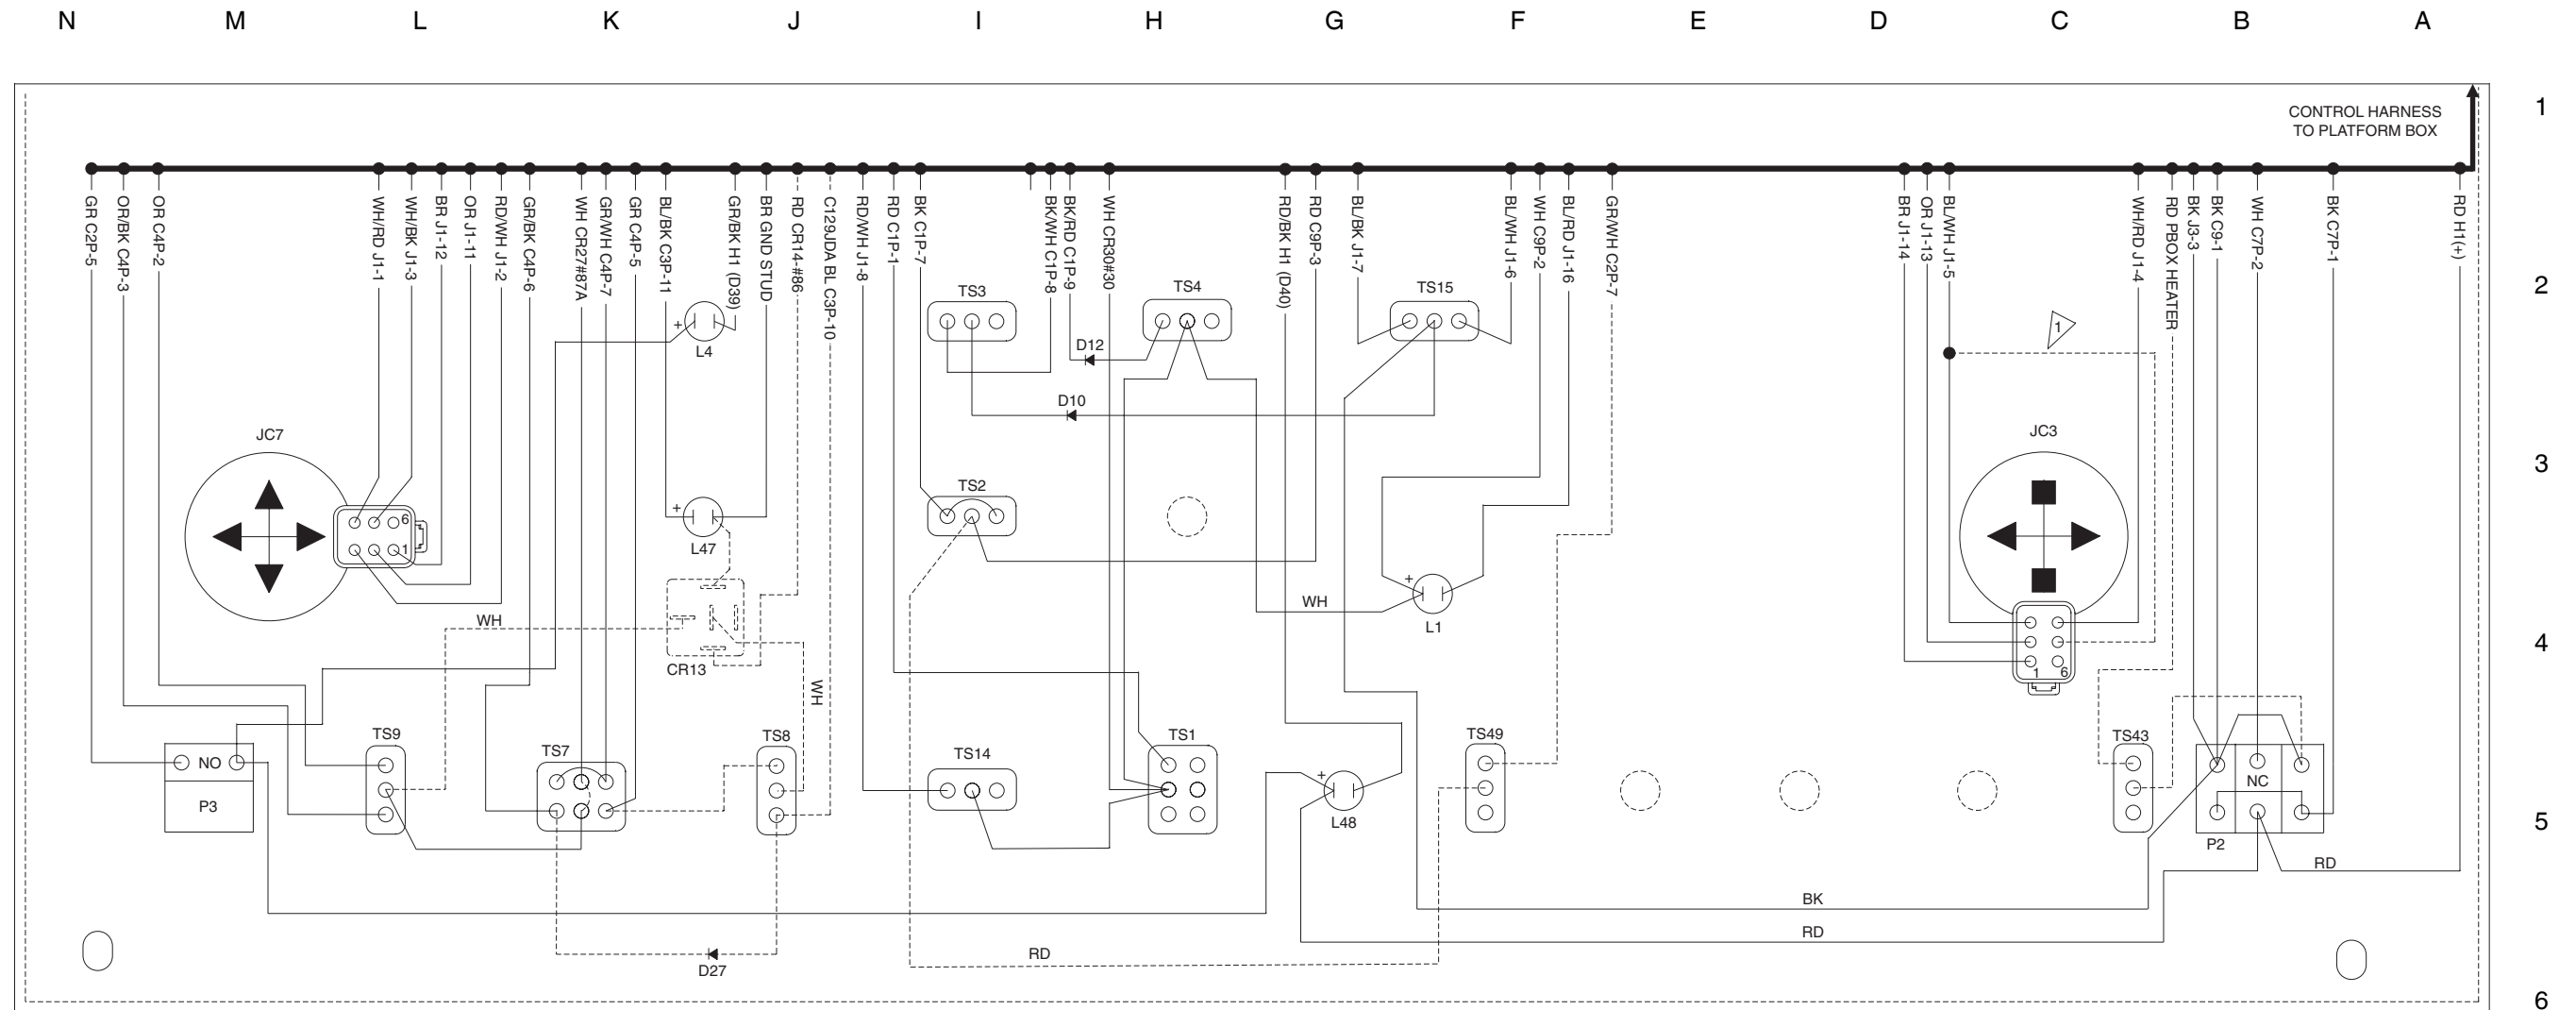 N M L K J I H G F E D C B A
1
CONTROL HARNESS
TO PLATFORM BOX
GR C2P-5
OR/BK C4P-3
OR C4P-2
WH/RD J1-1
WH/BK J1-3
BR J1-12
OR J1-11
RD/WH J1-2
GR/BK C4P-6
WH CR27#87A
GR/WH C4P-7
GR C4P-5
BL/BK C3P-11
GR/BK H1 (D39)
BR GND STUD
RD CR14-#86
C129JDA BL C3P-10
RD/WH J1-8
RD C1P-1
BK C1P-7
BK/WH C1P-8
BK/RD C1P-9
WH CR30#30
RD/BK H1 (D40)
RD C9P-3
BL/BK J1-7
BL/WH J1-6
WH C9P-2
BL/RD J1-16
GR/WH C2P-7
BR J1-14
OR J1-13
BL/WH J1-5
WH/RD J1-4
RD PBOX HEATER
BK J3-3
BK C9-1
WH C7P-2
BK C7P-1
RD H1(+)
2
TS3
TS4
TS15
+
L4
D12
1
D10
JC7
JC3
3
TS2
6
1
+
L47
+
L1
WH
WH
CR13
WH
4
1 6
TS9
TS7
TS8
TS14
TS1
TS49
TS43
NO
P3
+
L48
NC
P2
5
RD
BK
RD
RD
D27
6